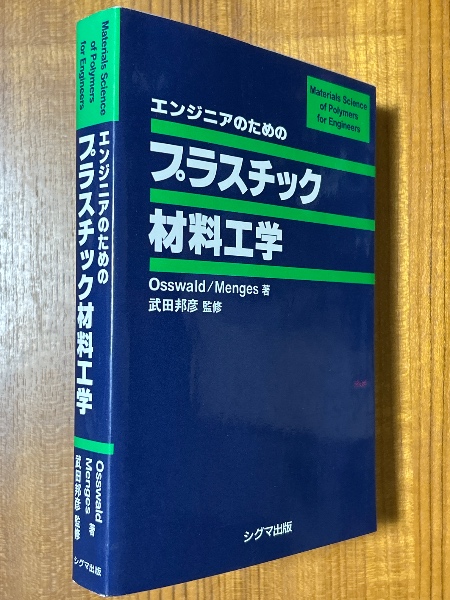 Materials Science
of Polymers
for Engineers
エンジニアのための
プラスチック材料工学
Osswald
Menges 著
武田邦彦 監修
シグマ出版
Materials Science
of Polymers
for Engineers
エンジニアのための
プラスチック
材料工学
Osswald/Menges 著
武田邦彦 監修
シグマ出版